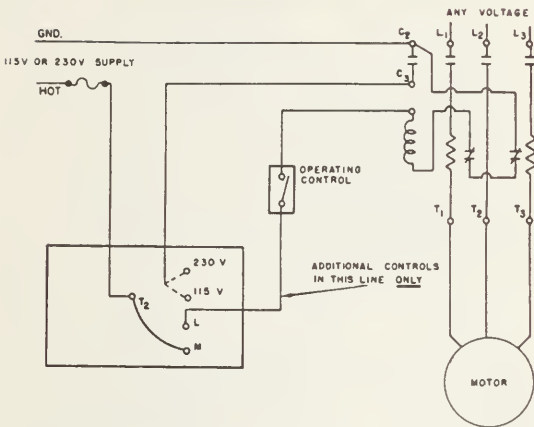 ANY VOLTAGE
GND.
C2
L1
L2
L3
115V OR 230V SUPPLY
HOT
C3
OPERATING
CONTROL
T1
T2
T3
230 V
115 V
T2
L
M
ADDITIONAL CONTROLS
IN THIS LINE ONLY
MOTOR